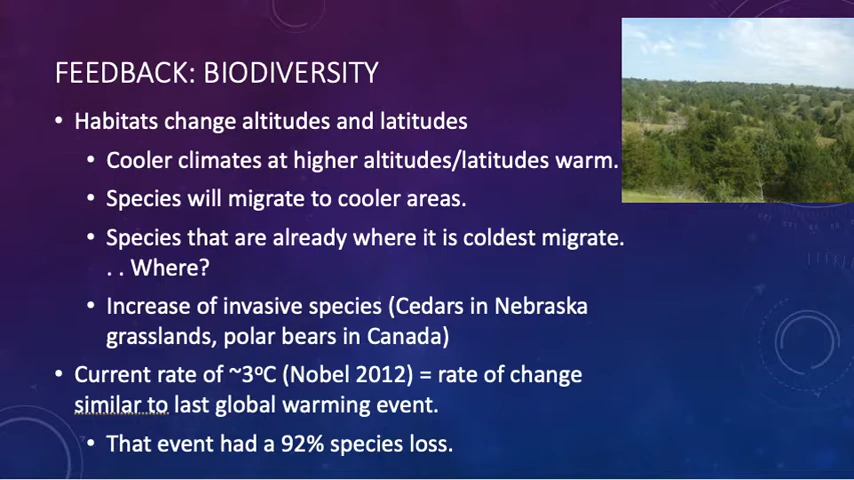 FEEDBACK: BIODIVERSITY
• Habitats change altitudes and latitudes
• Cooler climates at higher altitudes/latitudes warm.
• Species will migrate to cooler areas.
• Species that are already where it is coldest migrate.
. . Where?
• Increase of invasive species (Cedars in Nebraska
grasslands, polar bears in Canada)
• Current rate of ~3ºC (Nobel 2012) = rate of change
similar to last global warming event.
• That event had a 92% species loss.